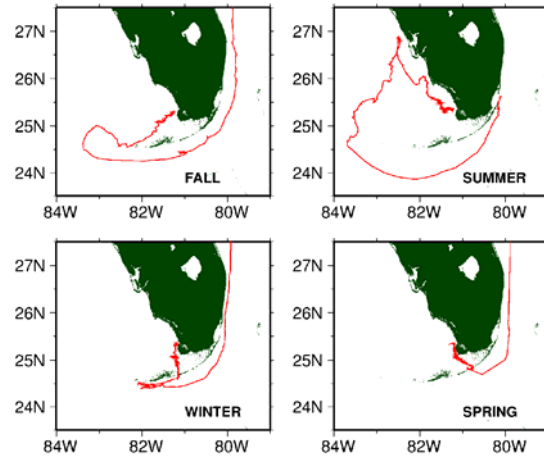 27N
26N
25N
24N
FALL
84W 82W 80W
27N
26N
25N
24N
SUMMER
84W 82W 80W
27N
26N
25N
24N
WINTER
84W 82W 80W
27N
26N
25N
24N
SPRING
84W 82W 80W